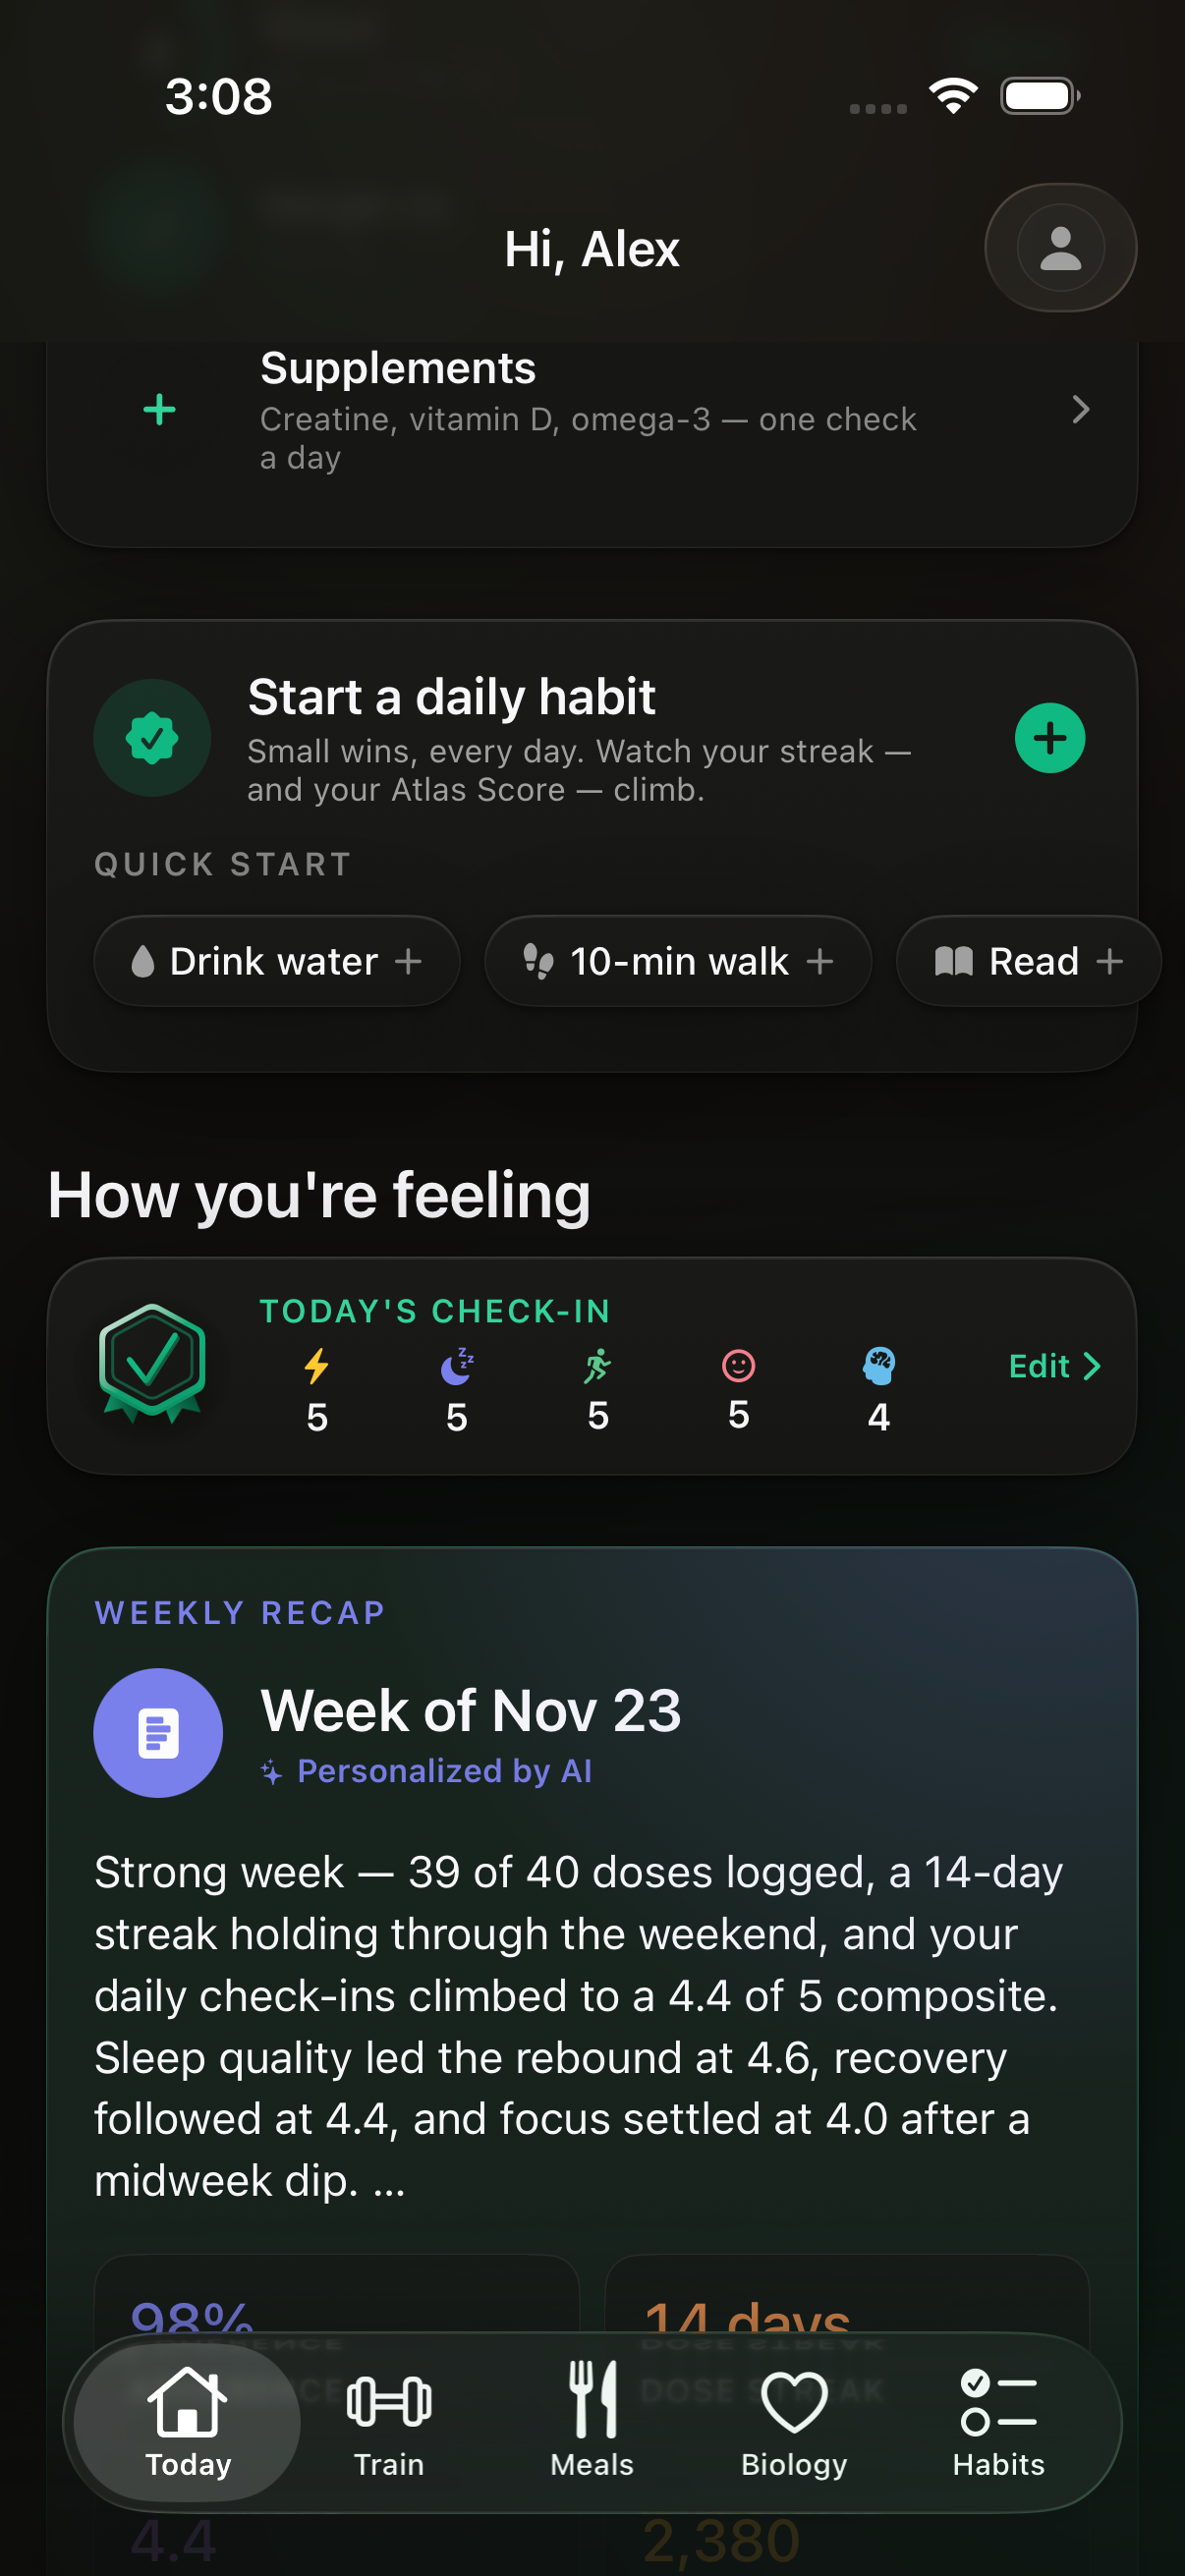 3:08
Hi, Alex
Supplements
Creatine, vitamin D, omega-3 — one check
a day
Start a daily habit
Small wins, every day. Watch your streak —
and your Atlas Score — climb.
QUICK START
Drink water
10-min walk
Read
How you're feeling
TODAY'S CHECK-IN
5
5
5
5
4
Edit
WEEKLY RECAP
Week of Nov 23
Personalized by AI
Strong week — 39 of 40 doses logged, a 14-day
streak holding through the weekend, and your
daily check-ins climbed to a 4.4 of 5 composite.
Sleep quality led the rebound at 4.6, recovery
followed at 4.4, and focus settled at 4.0 after a
midweek dip. ...
98%
14 days
DOSE STREAK
Today
Train
Meals
Biology
Habits
4.4
2,380